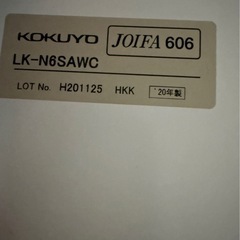 KOKUYO JOIFA 606
LK-N6SAWC
LOT No. H201125 HKK '20年製